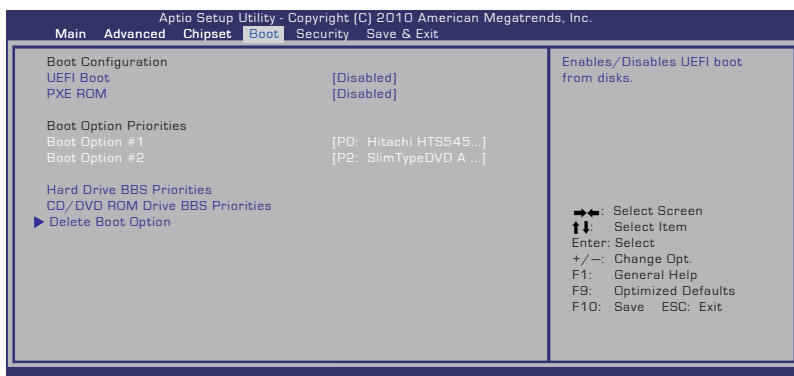 Aptio Setup Utility - Copyright (C) 2010 American Megatrends, Inc.
Main Advanced Chipset Boot Security Save & Exit
Boot Configuration
UEFI Boot [Disabled]
PXE ROM [Disabled]
Boot Option Priorities
Boot Option #1 [P0: Hitachi HTS545...]
Boot Option #2 [P2: SlimTypeDVD A ...]
Hard Drive BBS Priorities
CD/DVD ROM Drive BBS Priorities
Delete Boot Option
Enables/Disables UEFI boot
from disks.
→←: Select Screen
↑↓: Select Item
Enter: Select
+/—: Change Opt.
F1: General Help
F9: Optimized Defaults
F10: Save ESC: Exit